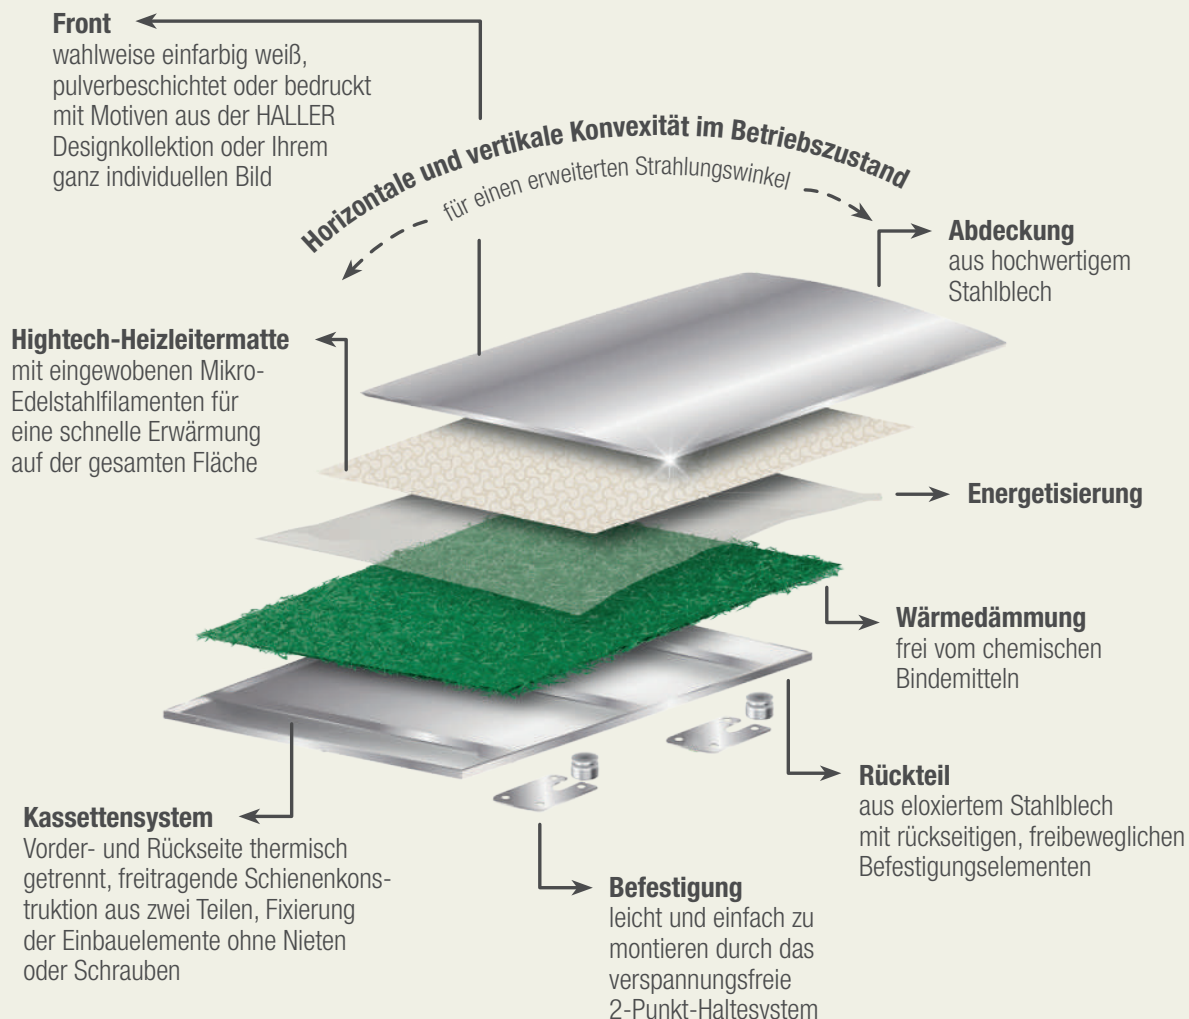 Front
wahlweise einfarbig weiß,
pulverbeschichtet oder bedruckt
mit Motiven aus der HALLER
Designkollektion oder Ihrem
ganz individuellen Bild
Horizontale und vertikale Konvexität im Betriebszustand
für einen erweiterten Strahlungswinkel
Abdeckung
aus hochwertigem
Stahlblech
Hightech-Heizleitermatte
mit eingewobenen Mikro-
Edelstahlfilamenten für
eine schnelle Erwärmung
auf der gesamten Fläche
Energetisierung
Wärmedämmung
frei vom chemischen
Bindemitteln
Rückteil
aus eloxiertem Stahlblech
mit rückseitigen, freibeweglichen
Befestigungselementen
Kassettensystem
Vorder- und Rückseite thermisch
getrennt, freitragende Schienenkons-
truktion aus zwei Teilen, Fixierung
der Einbauelemente ohne Nieten
oder Schrauben
Befestigung
leicht und einfach zu
montieren durch das
verspannungsfreie
2-Punkt-Haltesystem